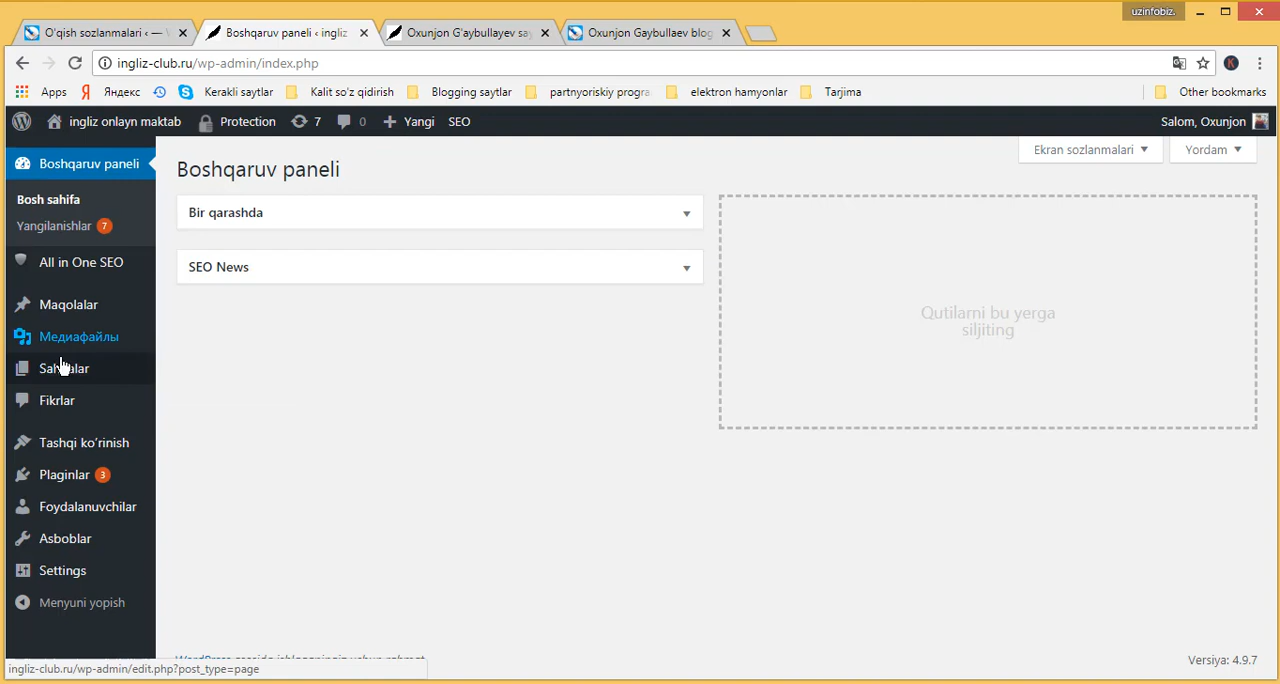 uzinfobiz.
O'qish sozlanmalari ‹ — W
Boshqaruv paneli ‹ ingliz
Oxunjon G'aybullayev say
Oxunjon Gaybullaev blog
ingliz-club.ru/wp-admin/index.php
Apps Яндекс Kerakli saytlar Kalit so'z qidirish Blogging saytlar partnyoriskiy progra elektron hamyonlar Tarjima Other bookmarks
ingliz onlayn maktab Protection 7 0 Yangi SEO Salom, Oxunjon
Ekran sozlanmalari Yordam
Boshqaruv paneli
Bosh sahifa
Yangilanishlar 7
All in One SEO
Maqolalar
Медиафайлы
Fikrlar
Tashqi ko‘rinish
Plaginlar 3
Foydalanuvchilar
Asboblar
Settings
Menyuni yopish
Boshqaruv paneli
Bir qarashda
SEO News
Qutilarni bu yerga
siljiting
Versiya: 4.9.7
ingliz-club.ru/wp-admin/edit.php?post_type=page